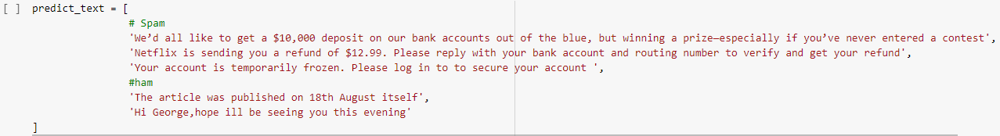 [ ] predict_text = [
# Spam
'We’d all like to get a $10,000 deposit on our bank accounts out of the blue, but winning a prize—especially if you’ve never entered a contest',
'Netflix is sending you a refund of $12.99. Please reply with your bank account and routing number to verify and get your refund',
'Your account is temporarily frozen. Please log in to to secure your account ',
#ham
'The article was published on 18th August itself',
'Hi George,hope ill be seeing you this evening'
]